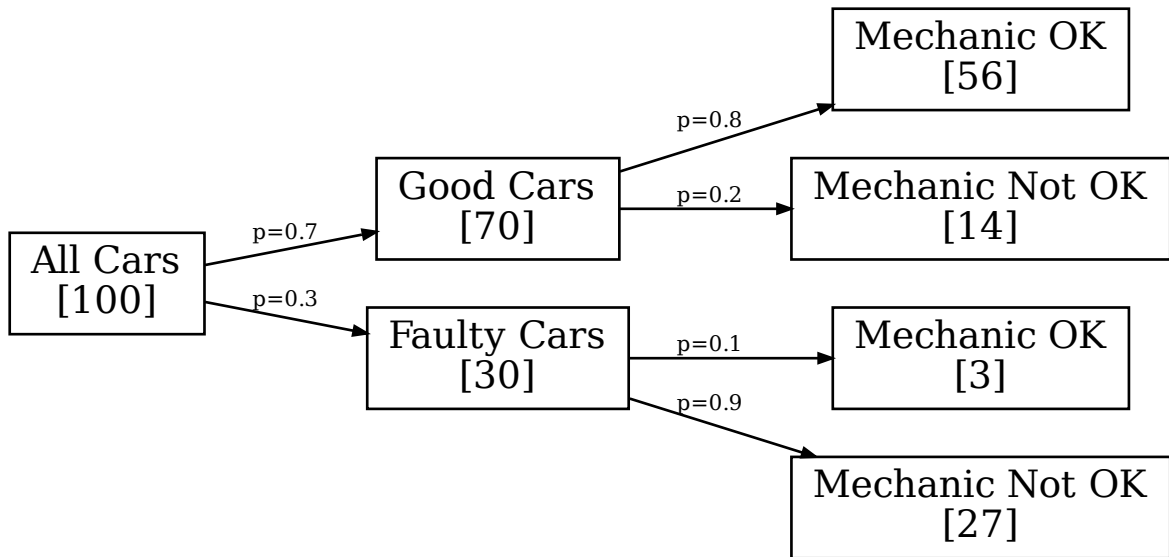 All Cars
[100]
p=0.7
p=0.3
Good Cars
[70]
Faulty Cars
[30]
p=0.8
p=0.2
p=0.1
p=0.9
Mechanic OK
[56]
Mechanic Not OK
[14]
Mechanic OK
[3]
Mechanic Not OK
[27]